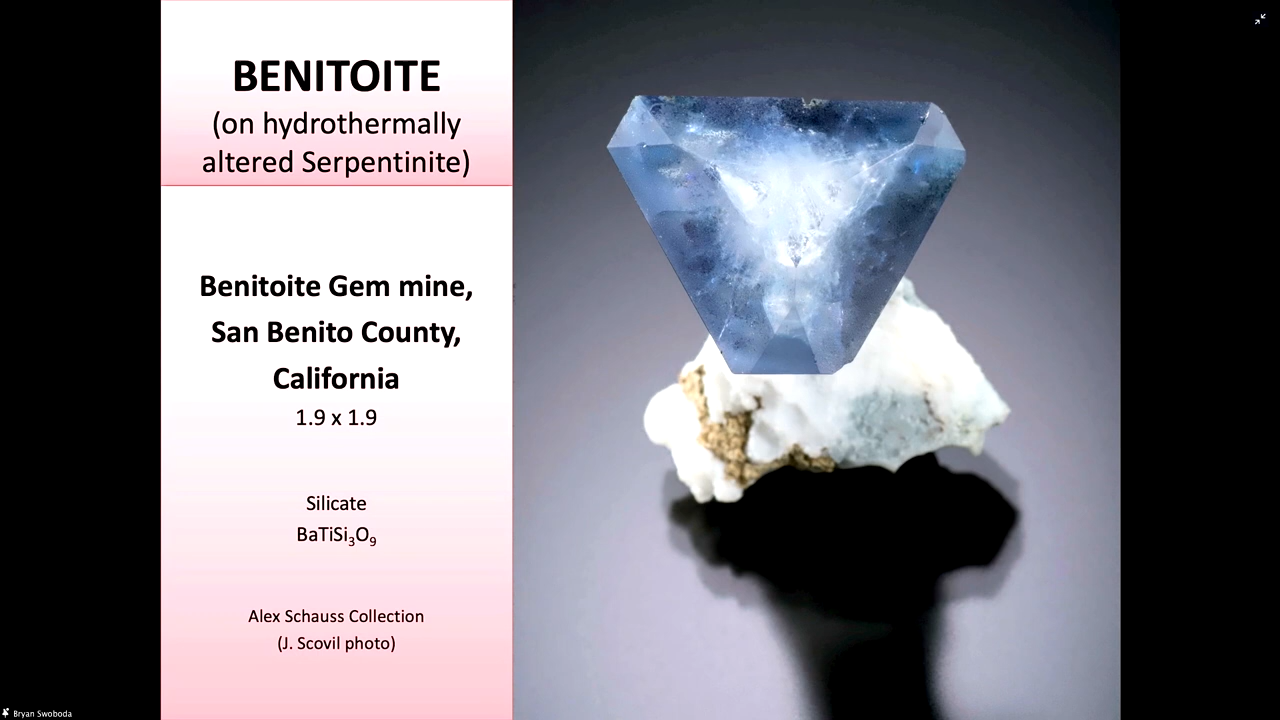 BENITOITE
(on hydrothermally
altered Serpentinite)
Benitoite Gem mine,
San Benito County,
California
1.9 x 1.9
Silicate
BaTiSi₃O₉
Alex Schauss Collection
(J. Scovil photo)
Bryan Swoboda